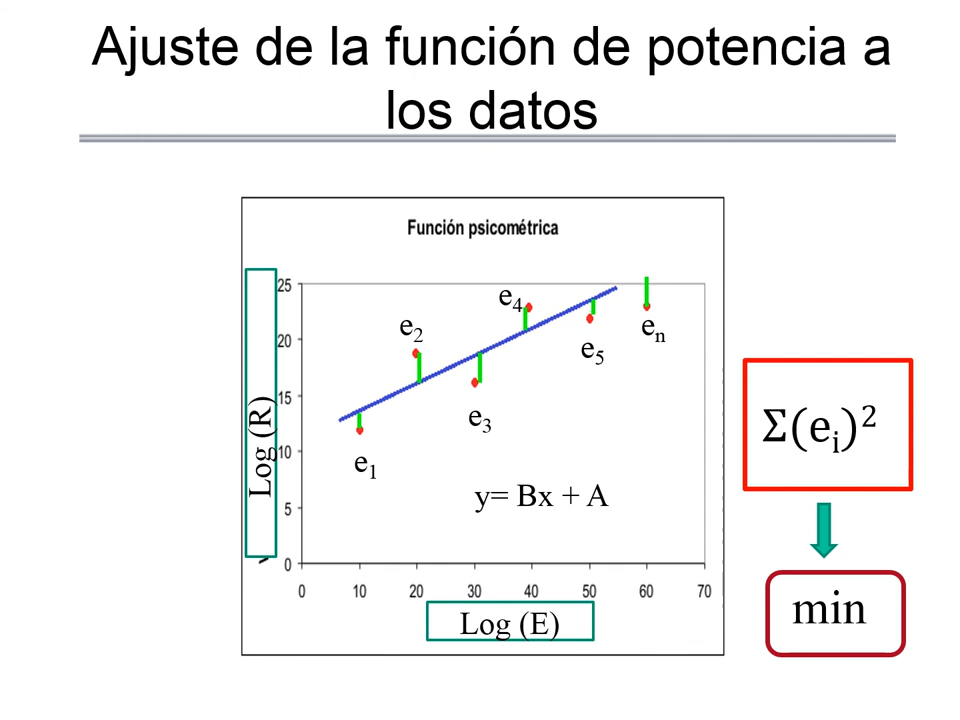 Ajuste de la función de potencia a
los datos
Función psicométrica
25
20
15
10
5
0
Log (R)
e1
e2
e3
e4
e5
en
y= Bx + A
0 10 20 30 40 50 60 70
Log (E)
Σ(ei)²
min